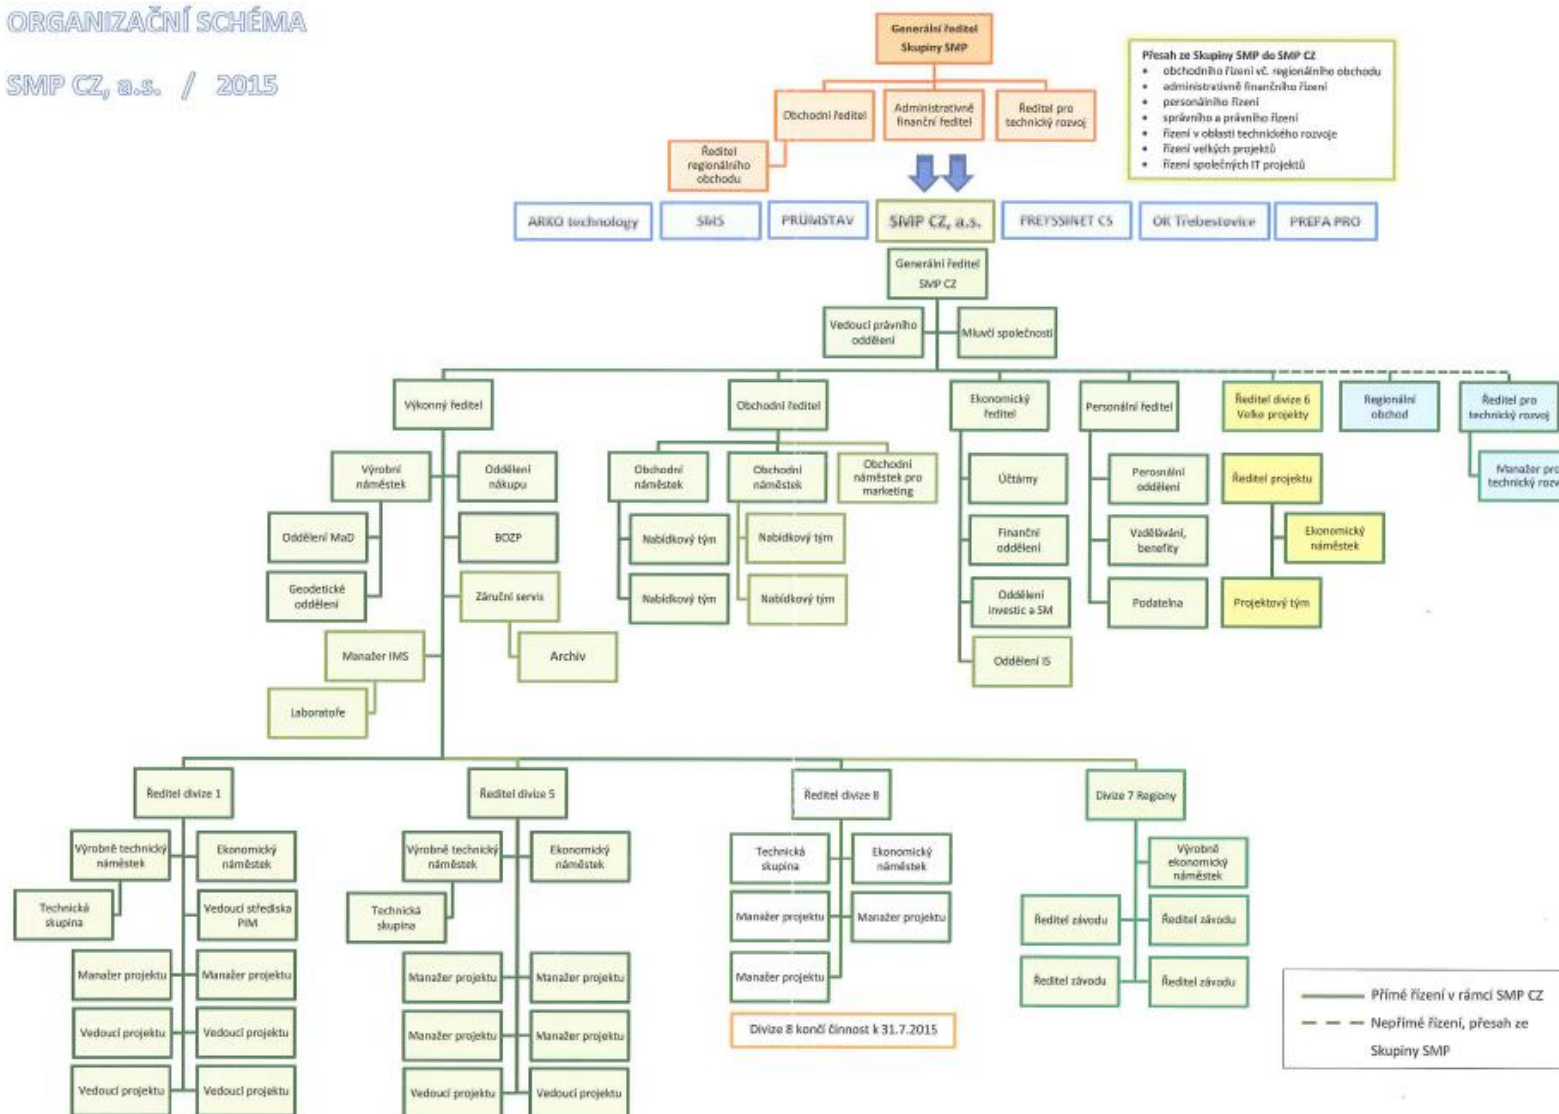 ORGANIZAČNÍ SCHÉMA
SMP CZ, a.s. / 2015
Generální ředitel
Skupiny SMP
Přesah ze Skupiny SMP do SMP CZ
• obchodního řízení vč. regionálního obchodu
• administrativně finančního řízení
• personálního řízení
• správního a právního řízení
• řízení v oblasti technického rozvoje
• řízení velkých projektů
• řízení společných IT projektů
Obchodní ředitel
Administrativně
finanční ředitel
Ředitel pro
technický rozvoj
Ředitel
regionálního
obchodu
ARKO technology
SMS
PRŮMSTAV
SMP CZ, a.s.
FREYSSINET CS
OK Třebestovice
PREFA PRO
Generální ředitel
SMP CZ
Vedoucí právního
oddělení
Mluvčí společnosti
Výkonný ředitel
Obchodní ředitel
Ekonomický
ředitel
Personální ředitel
Ředitel divize 6
Velke projekty
Regionální
obchod
Ředitel pro
technický rozvoj
Výrobní
náměstek
Oddělení
nákupu
Obchodní
náměstek
Obchodní
náměstek
Obchodní
náměstek pro
marketing
Účtárny
Perosnální
oddělení
Ředitel projektu
Manažer pro
technický rozv
Oddělení MaD
BOZP
Nabídkový tým
Nabídkový tým
Finanční
oddělení
Vzdělávání,
benefity
Ekonomický
náměstek
Geodetické
oddělení
Záruční servis
Nabídkový tým
Nabídkový tým
Oddělení
investic a SM
Podatelna
Projektový tým
Manažer IMS
Archiv
Oddělení IS
Laboratoře
Ředitel divize 1
Ředitel divize 5
Ředitel divize 8
Divize 7 Regiony
Výrobně technický
náměstek
Ekonomický
náměstek
Výrobně technický
náměstek
Ekonomický
náměstek
Technická
skupina
Ekonomický
náměstek
Výrobně
ekonomický
náměstek
Technická
skupina
Vedoucí střediska
PIM
Technická
skupina
Manažer projektu
Manažer projektu
Ředitel závodu
Ředitel závodu
Manažer projektu
Manažer projektu
Manažer projektu
Manažer projektu
Manažer projektu
Ředitel závodu
Ředitel závodu
Vedoucí projektu
Vedoucí projektu
Manažer projektu
Manažer projektu
Divize 8 končí činnost k 31.7.2015
Vedoucí projektu
Vedoucí projektu
Vedoucí projektu
Vedoucí projektu
Přímé řízení v rámci SMP CZ
Nepřímé řízení, přesah ze
Skupiny SMP